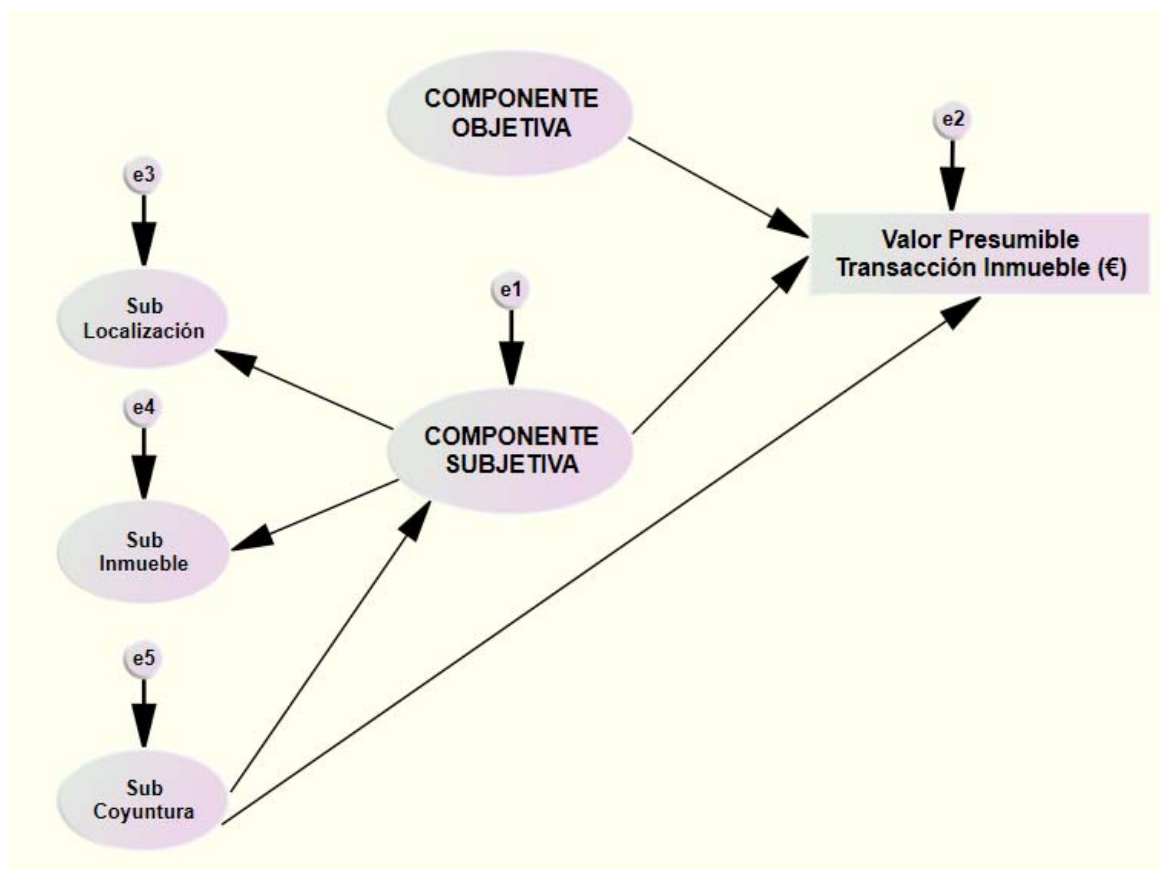 COMPONENTE
OBJETIVA
e2
e3
Valor Presumible
Transacción Inmueble (€)
e1
Sub
Localización
e4
COMPONENTE
SUBJETIVA
Sub
Inmueble
e5
Sub
Coyuntura